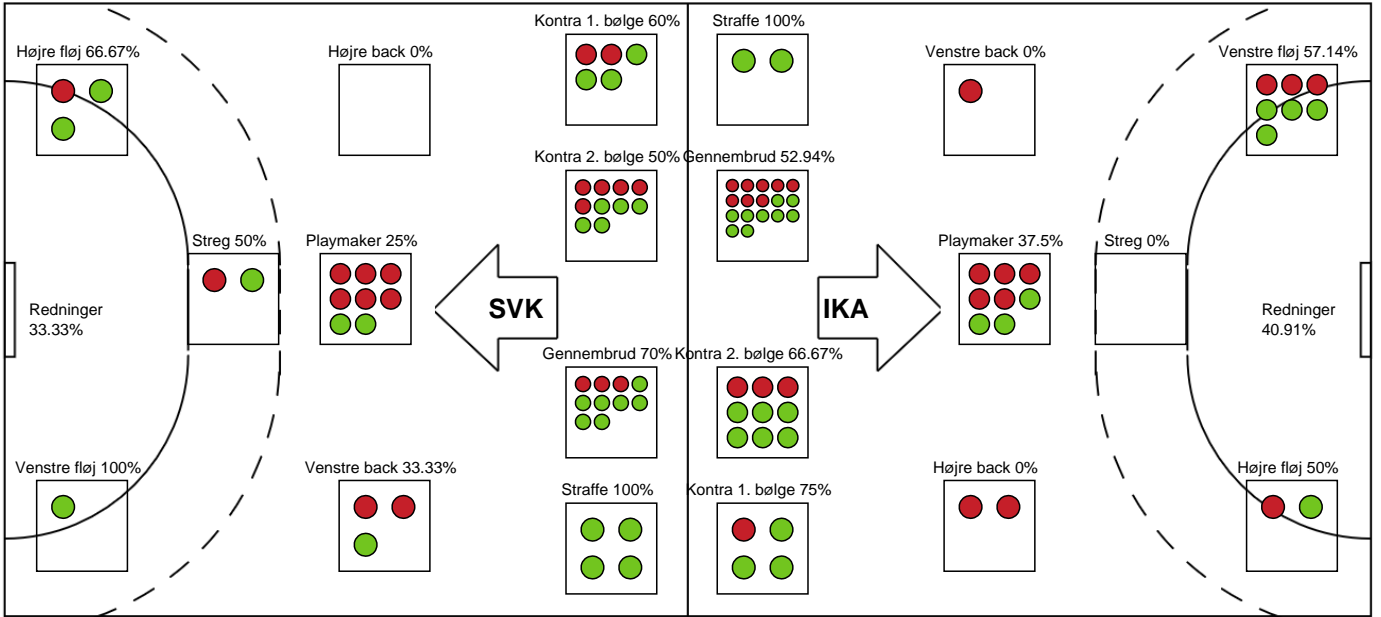 Kontra 1. bølge 60%
Straffe 100%
Højre fløj 66.67%
Højre back 0%
Venstre back 0%
Venstre fløj 57.14%
Kontra 2. bølge 50%
Gennembrud 52.94%
Streg 50%
Playmaker 25%
Playmaker 37.5%
Streg 0%
Redninger
33.33%
SVK
IKA
Redninger
40.91%
Gennembrud 70%
Kontra 2. bølge 66.67%
Venstre fløj 100%
Venstre back 33.33%
Højre back 0%
Højre fløj 50%
Straffe 100%
Kontra 1. bølge 75%